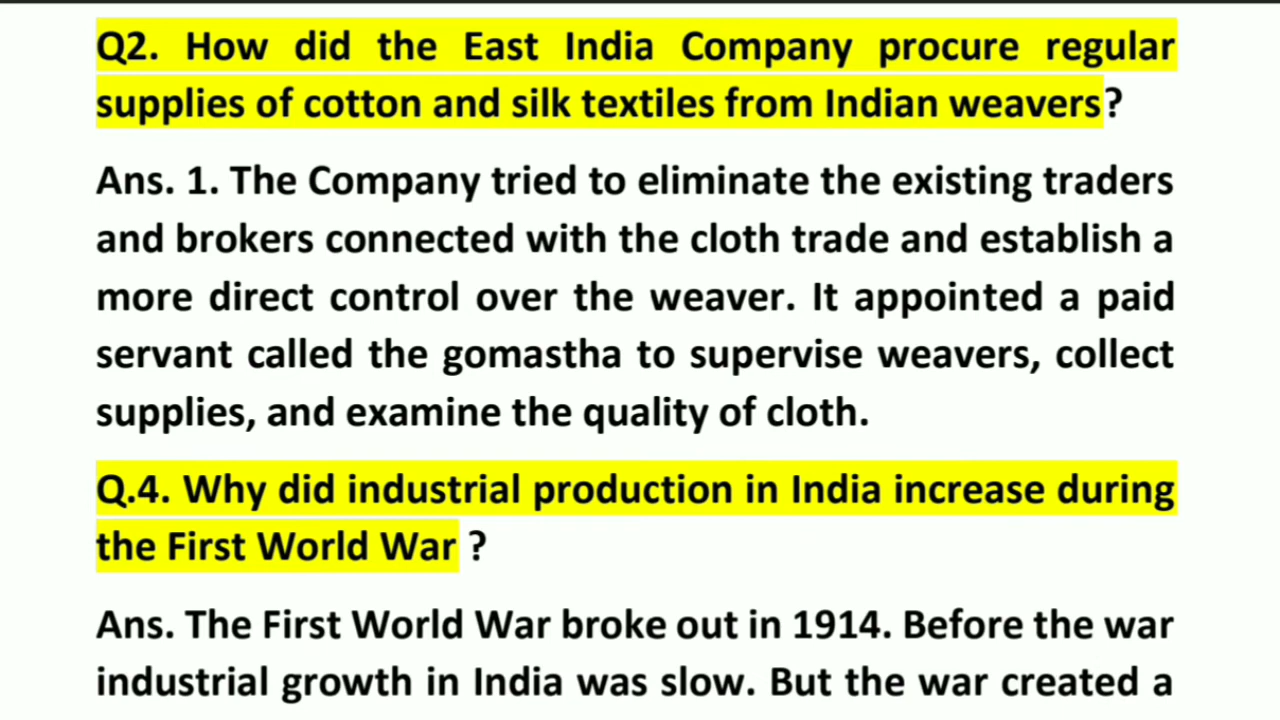 Q2. How did the East India Company procure regular
supplies of cotton and silk textiles from Indian weavers?
Ans. 1. The Company tried to eliminate the existing traders
and brokers connected with the cloth trade and establish a
more direct control over the weaver. It appointed a paid
servant called the gomastha to supervise weavers, collect
supplies, and examine the quality of cloth.
Q.4. Why did industrial production in India increase during
the First World War ?
Ans. The First World War broke out in 1914. Before the war
industrial growth in India was slow. But the war created a